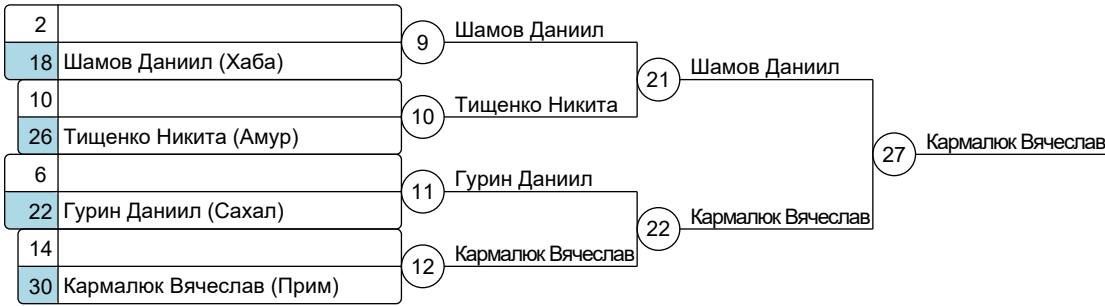 2
18 Шамов Даниил (Хаба)
10
26 Тищенко Никита (Амур)
6
22 Гурин Даниил (Сахал)
14
30 Кармалюк Вячеслав (Прим)
9 Шамов Даниил
10 Тищенко Никита
11 Гурин Даниил
12 Кармалюк Вячеслав
21 Шамов Даниил
22 Кармалюк Вячеслав
27 Кармалюк Вячеслав